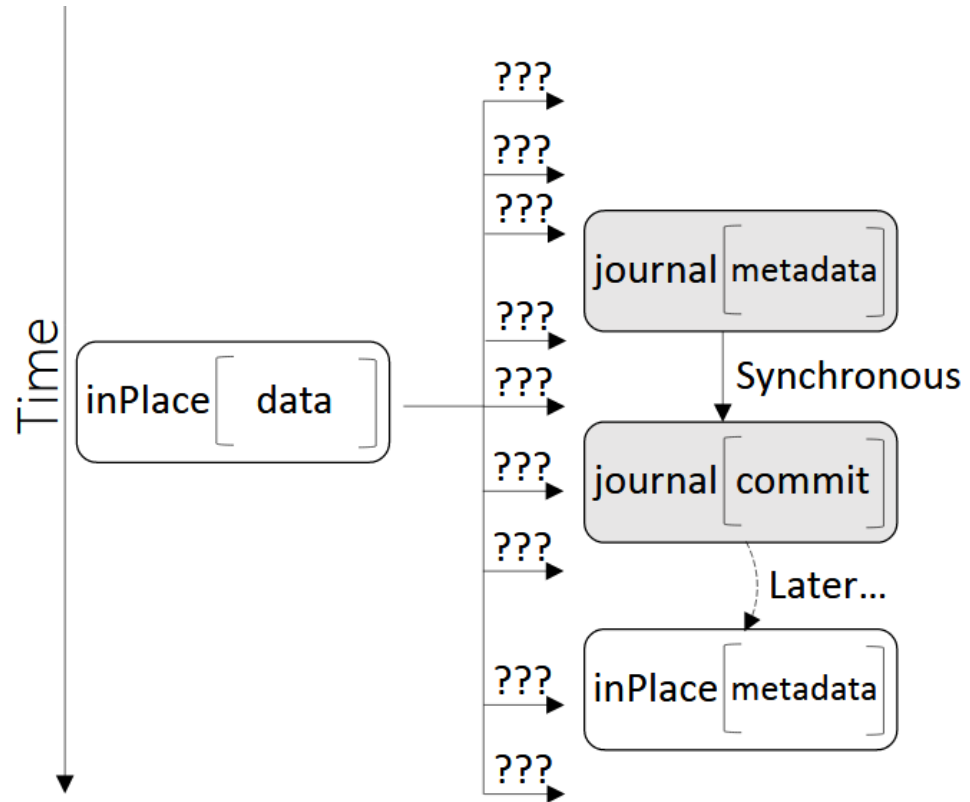 ???
???
???
journal metadata
???
Time
inPlace data
???
Synchronous
???
journal commit
???
Later...
???
inPlace metadata
???